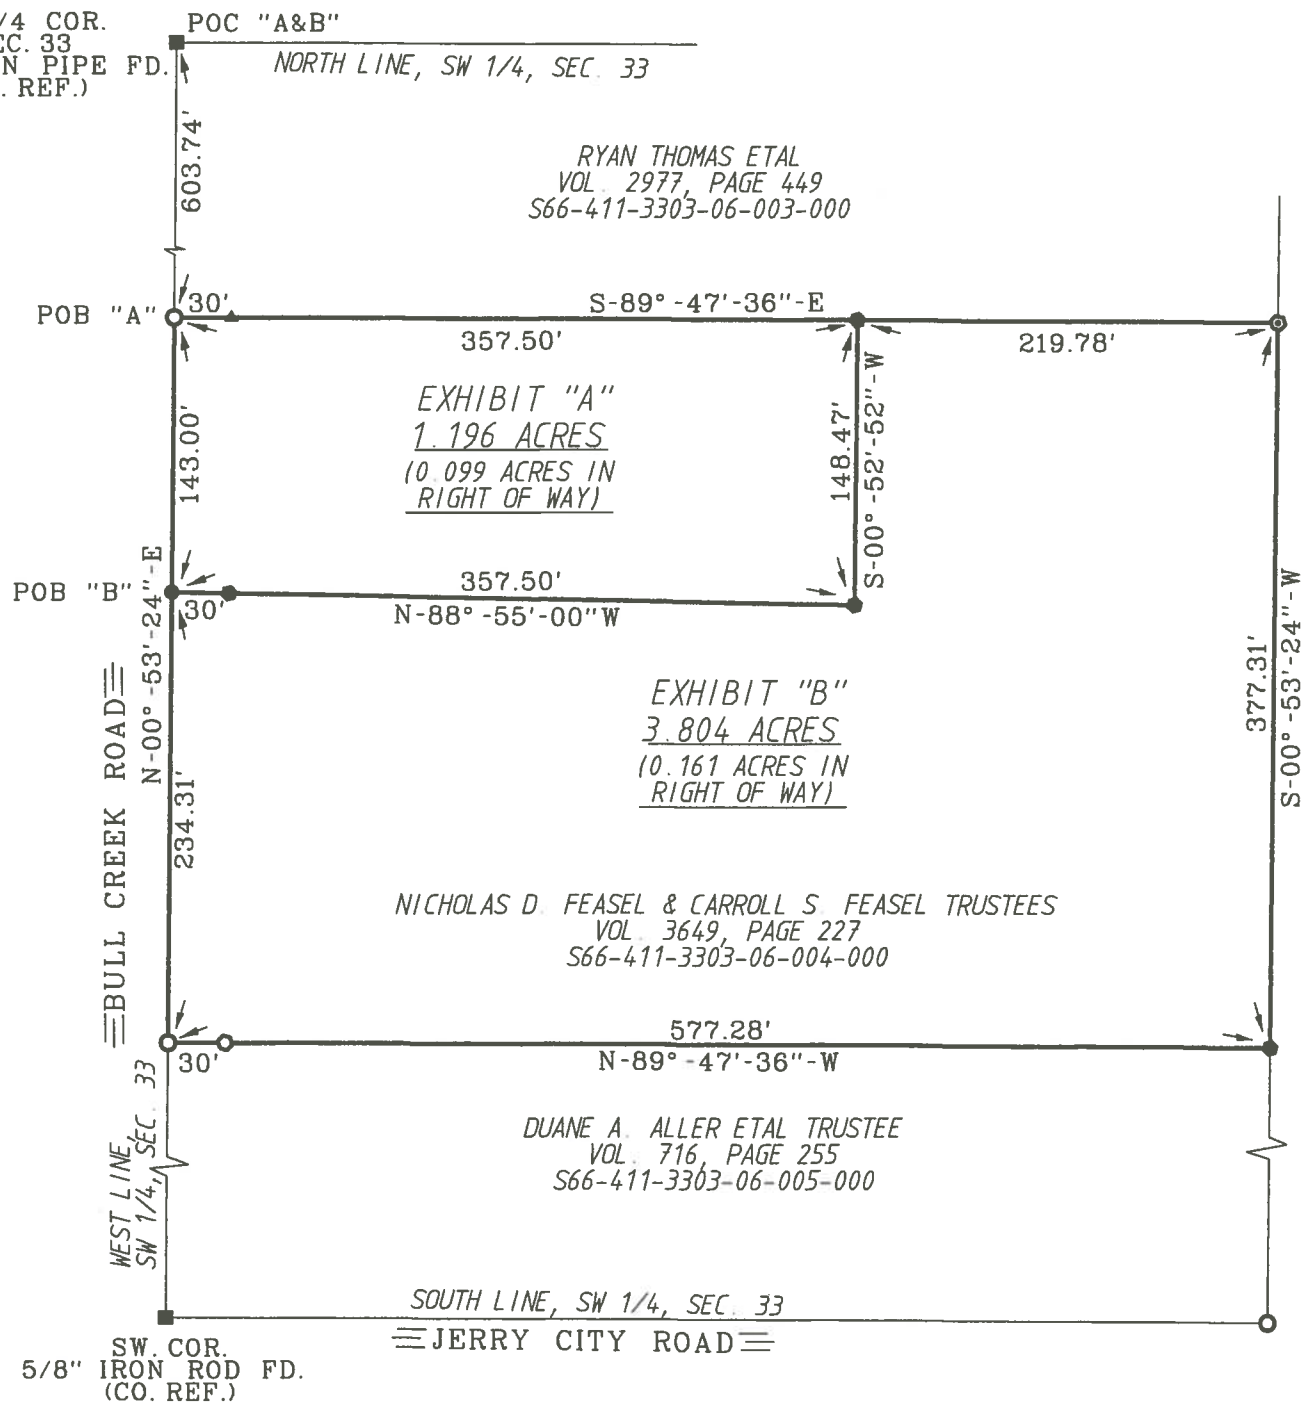 /4 COR.
EC. 33
N PIPE FD.
. REF.)
POC "A&B"
NORTH LINE, SW 1/4, SEC. 33
603.74'
RYAN THOMAS ETAL
VOL. 2977, PAGE 449
S66-411-3303-06-003-000
POB "A"
30'
S-89°-47'-36"-E
357.50'
219.78'
143.00'
EXHIBIT "A"
1.196 ACRES
(0.099 ACRES IN
RIGHT OF WAY)
148.47'
S-00°-52'-52"-W
POB "B"
30'
357.50'
N-88°-55'-00"W
N-00°-53'-24"-E
234.31'
BULL CREEK ROAD
EXHIBIT "B"
3.804 ACRES
(0.161 ACRES IN
RIGHT OF WAY)
377.31'
S-00°-53'-24"-W
NICHOLAS D. FEASEL & CARROLL S. FEASEL TRUSTEES
VOL. 3649, PAGE 227
S66-411-3303-06-004-000
577.28'
30'
N-89°-47'-36"-W
WEST LINE,
SW 1/4, SEC. 33
DUANE A. ALLER ETAL TRUSTEE
VOL. 716, PAGE 255
S66-411-3303-06-005-000
SOUTH LINE, SW 1/4, SEC. 33
JERRY CITY ROAD
SW. COR.
5/8" IRON ROD FD.
(CO. REF.)